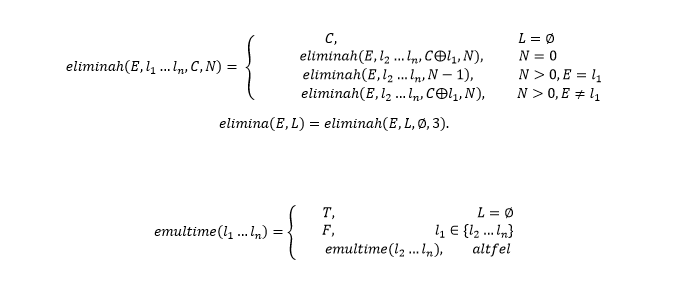 eliminah(E, l₁ … lₙ, C, N) =
C, L = ∅
eliminah(E, l₂ … lₙ, C⊕l₁, N), N = 0
eliminah(E, l₂ … lₙ, N − 1), N > 0, E = l₁
eliminah(E, l₂ … lₙ, C⊕l₁, N), N > 0, E ≠ l₁
elimina(E, L) = eliminah(E, L, ∅, 3).
emultime(l₁ … lₙ) =
T, L = ∅
F, l₁ ∈ {l₂ … lₙ}
emultime(l₂ … lₙ), altfel